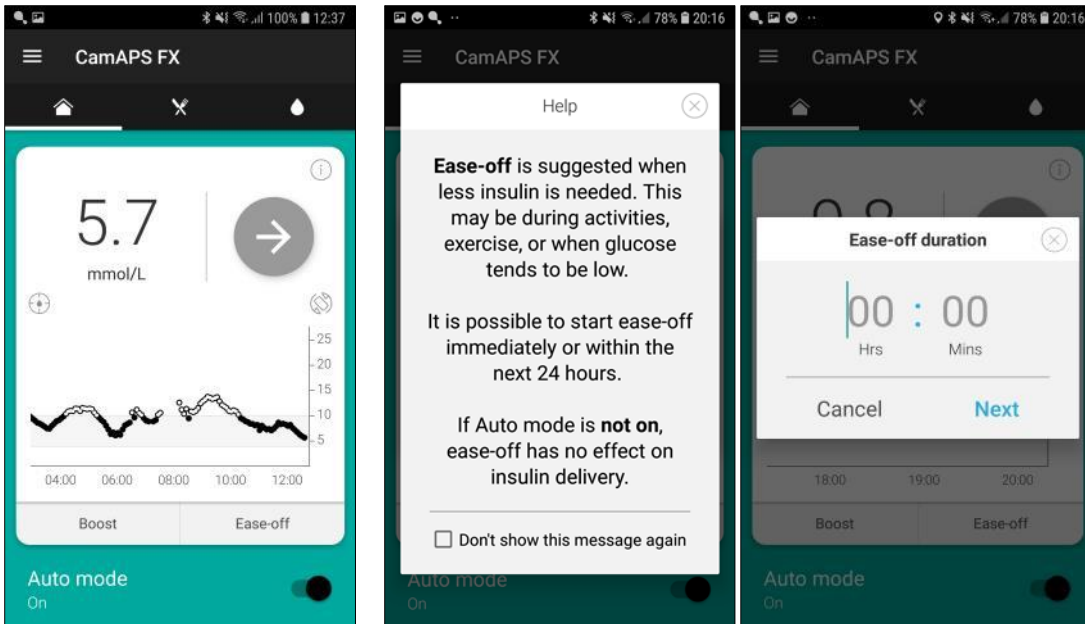 100% 12:37
CamAPS FX
5.7
mmol/L
25
20
15
10
5
04:00 06:00 08:00 10:00 12:00
Boost Ease-off
Auto mode
On
78% 20:16
CamAPS FX
Help
Ease-off is suggested when
less insulin is needed. This
may be during activities,
exercise, or when glucose
tends to be low.
It is possible to start ease-off
immediately or within the
next 24 hours.
If Auto mode is not on,
ease-off has no effect on
insulin delivery.
Don't show this message again
Auto mode
On
78% 20:16
CamAPS FX
Ease-off duration
00 : 00
Hrs Mins
Cancel Next
18:00 19:00 20:00
Boost Ease-off
Auto mode
On